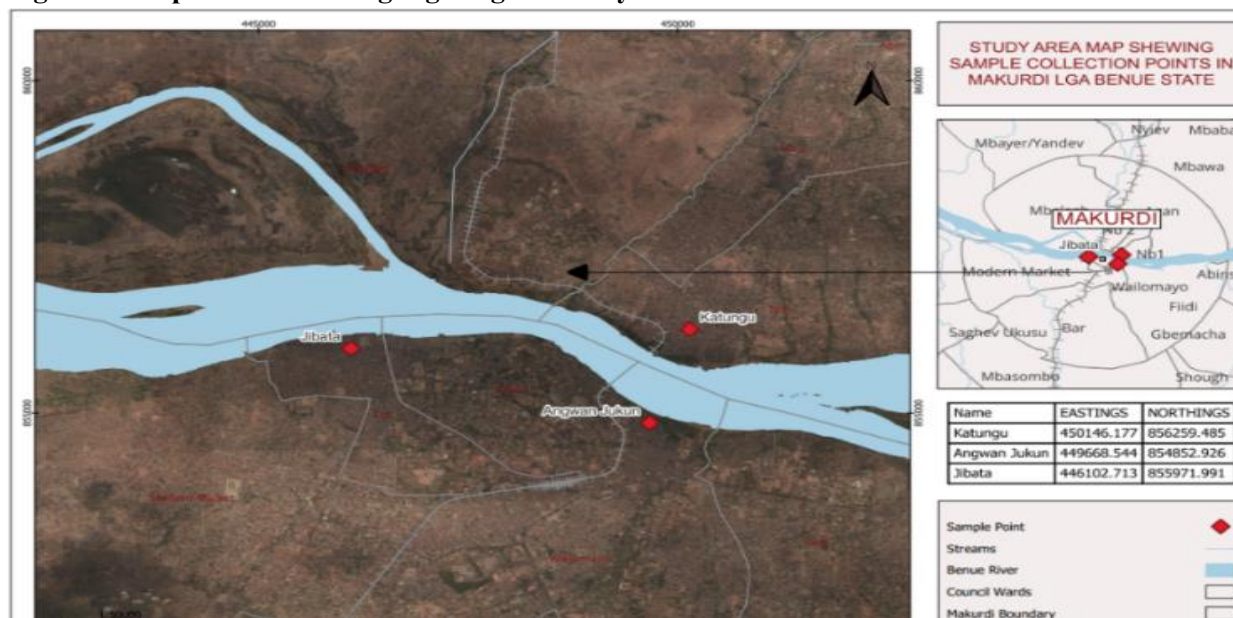 445000
450000
860000
860000
855000
855000
N
Jibata
Katungu
Angwan Jukun
STUDY AREA MAP SHEWING
SAMPLE COLLECTION POINTS IN
MAKURDI LGA BENUE STATE
Nyiev
Mbaba
Mbayer/Yandev
Mbawa
MAKURDI
Jibata
Nb1
Modern Market
Abiris
Wailomayo
Fiidi
Saghev Ukusu
Bar
Gbemacha
Mbasombo
Shough
Name EASTINGS NORTHINGS
Katungu 450146.177 856259.485
Angwan Jukun 449668.544 854852.926
Jibata 446102.713 855971.991
Sample Point
Streams
Benue River
Council Wards
Makurdi Boundary